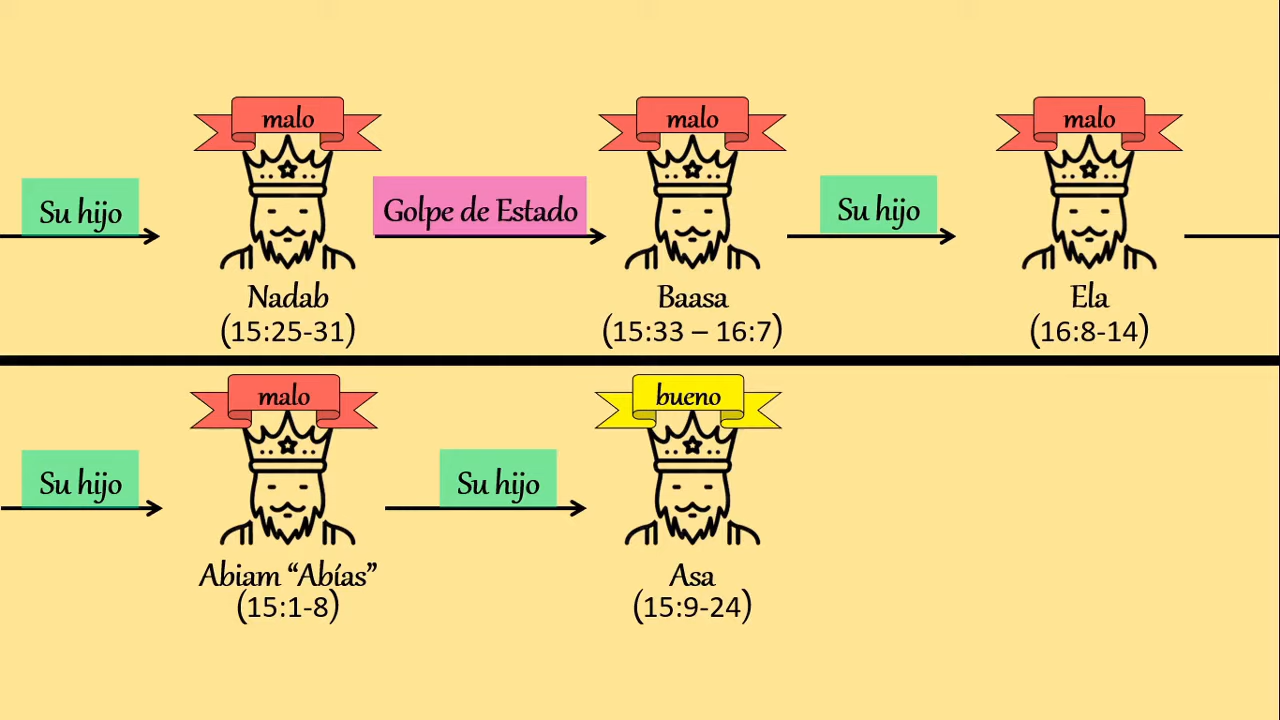 malo
malo
malo
Su hijo
Golpe de Estado
Su hijo
Nadab
(15:25-31)
Baasa
(15:33 – 16:7)
Ela
(16:8-14)
malo
bueno
Su hijo
Su hijo
Abiam “Abías”
(15:1-8)
Asa
(15:9-24)